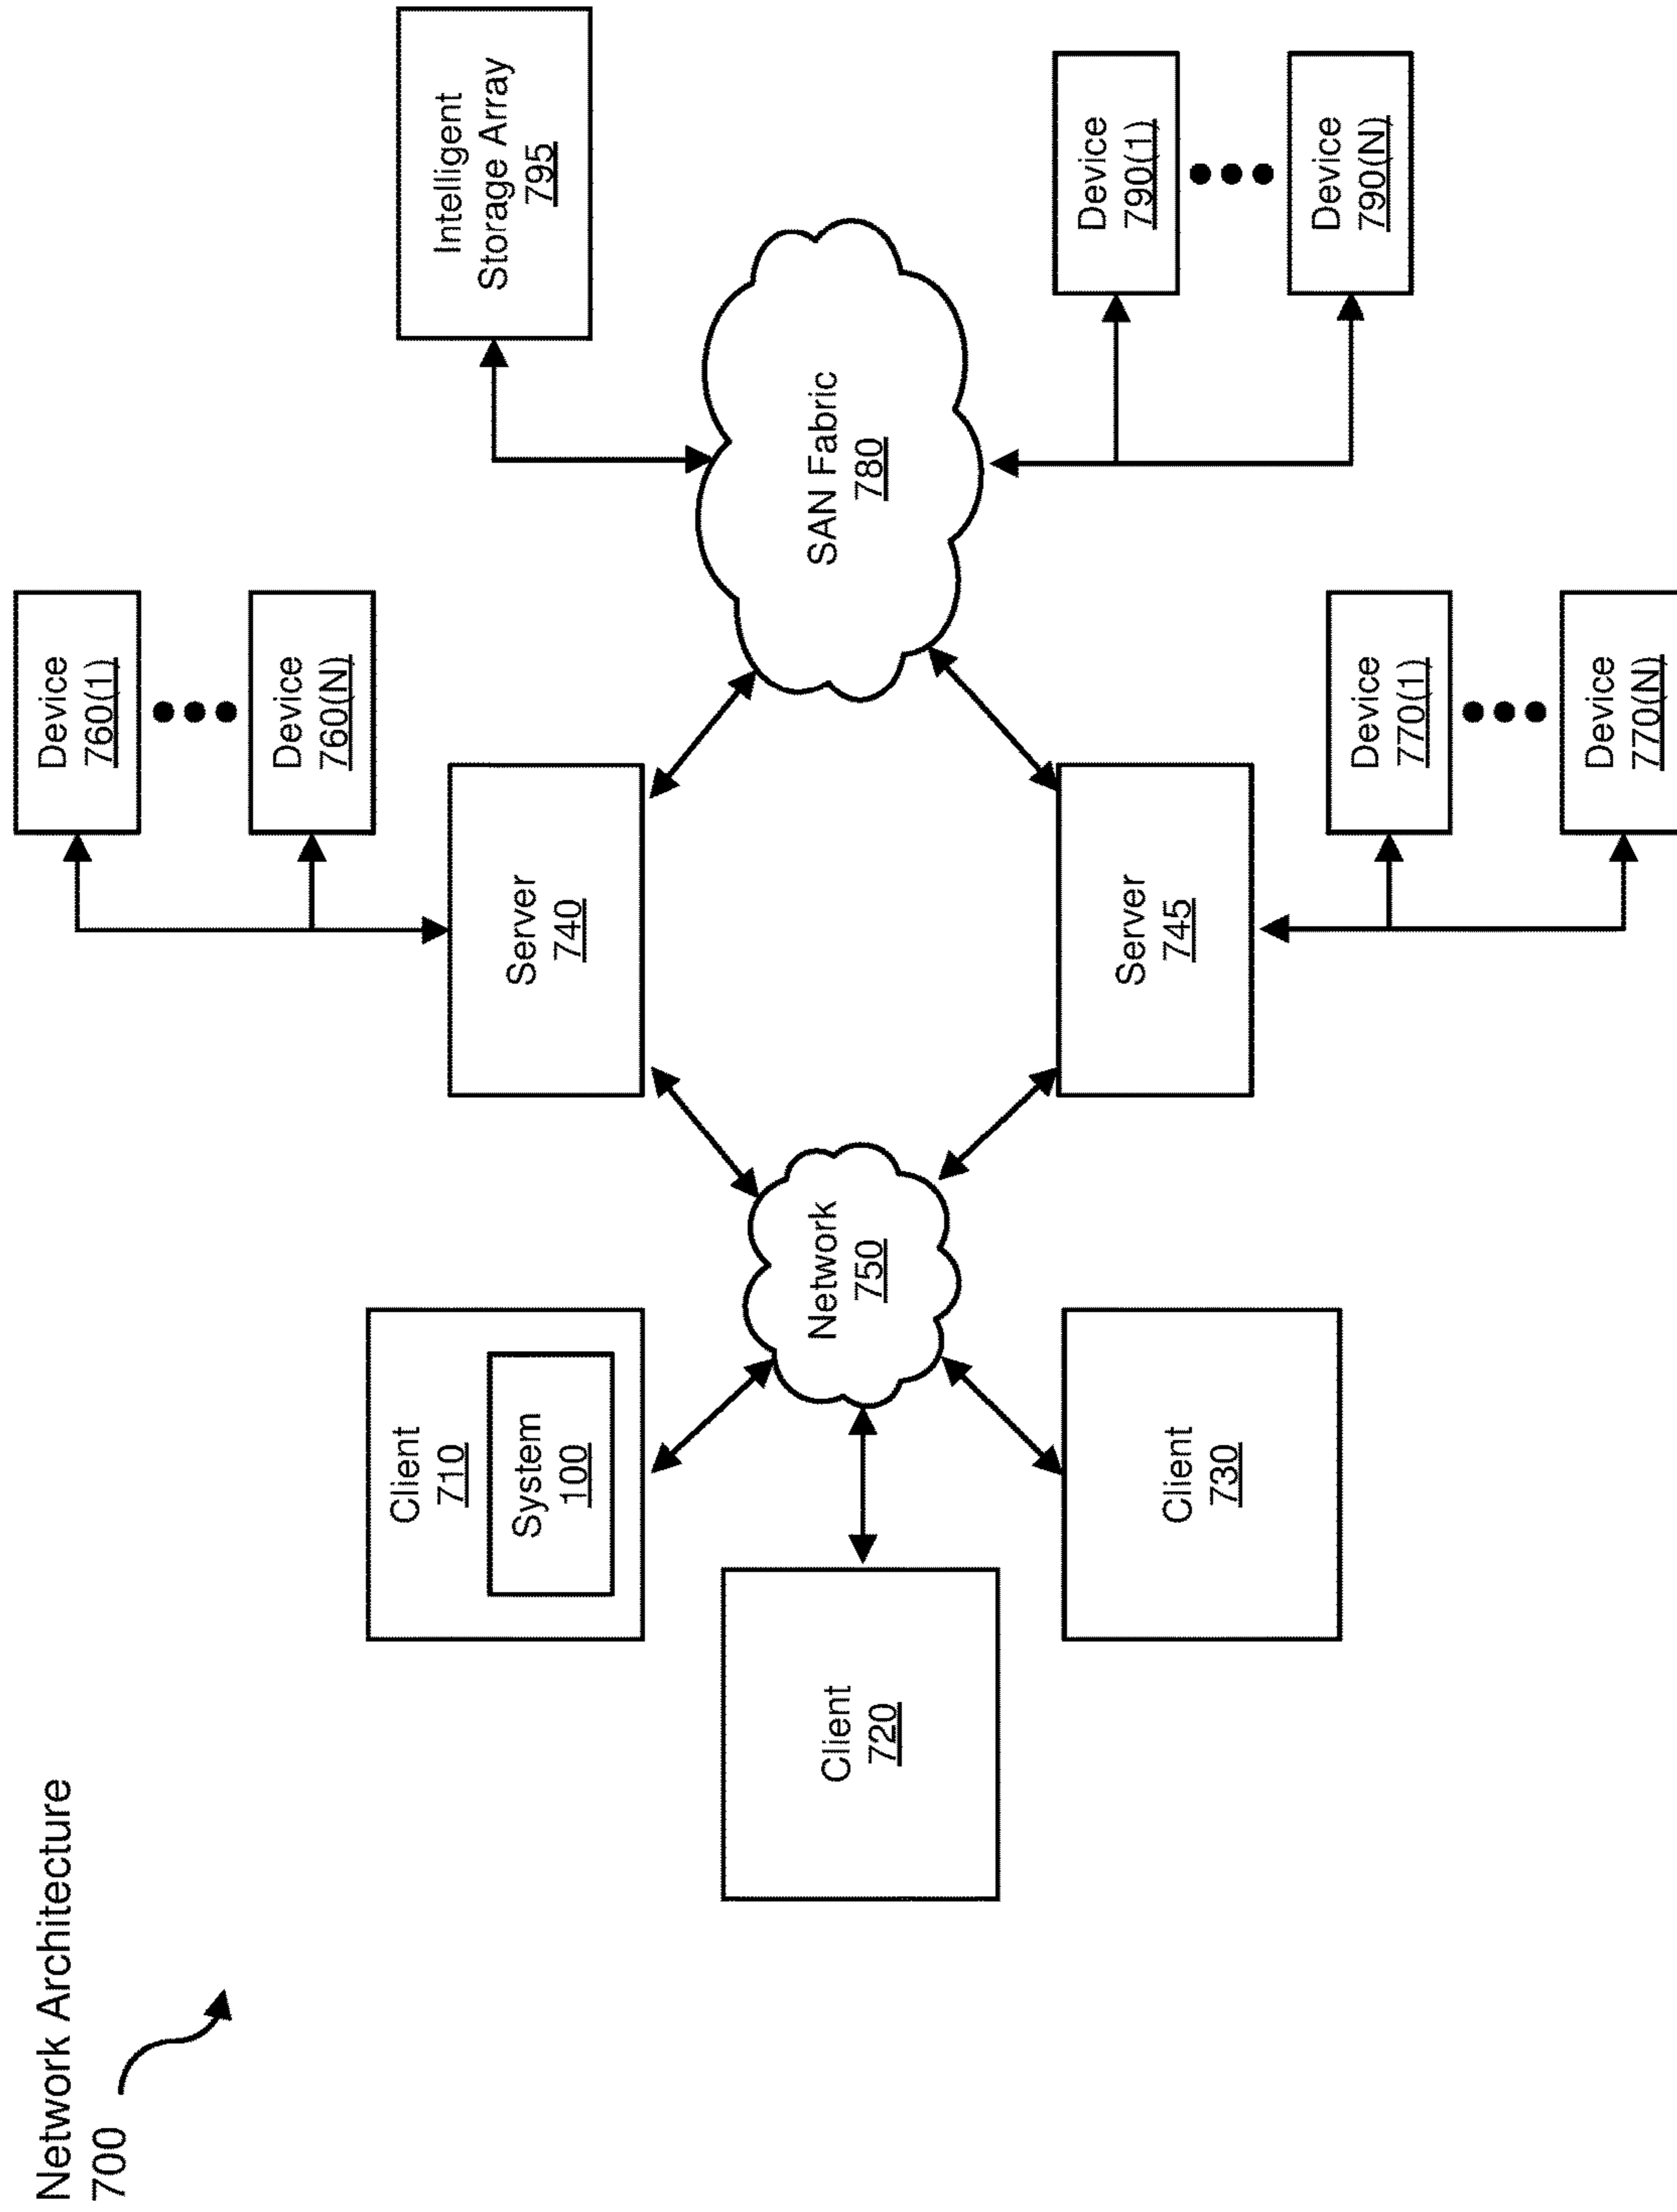 Network Architecture
700
Device
760(1)
Device
760(N)
Intelligent
Storage Array
795
Client
710
System
100
Server
740
Client
720
Network
750
SAN Fabric
780
Client
730
Server
745
Device
790(1)
Device
790(N)
Device
770(1)
Device
770(N)